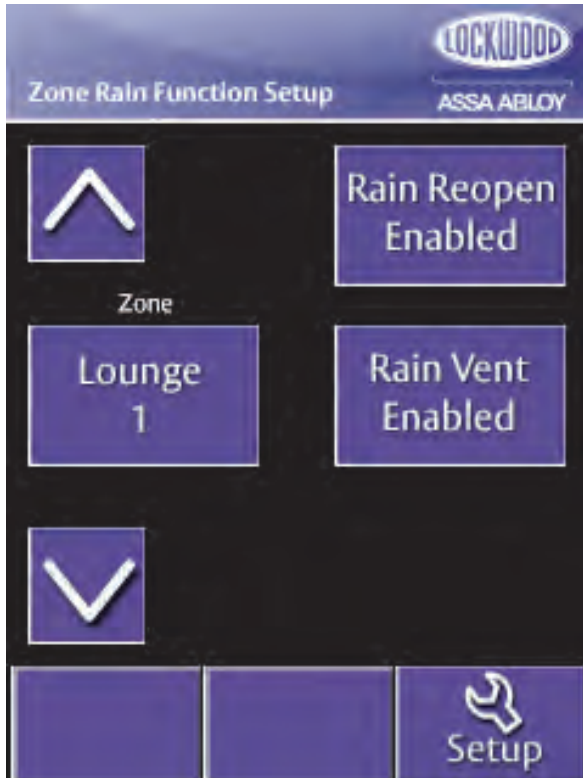 LOCKWOOD
Zone Rain Function Setup
ASSA ABLOY
Rain Reopen
Enabled
Zone
Lounge
1
Rain Vent
Enabled
Setup